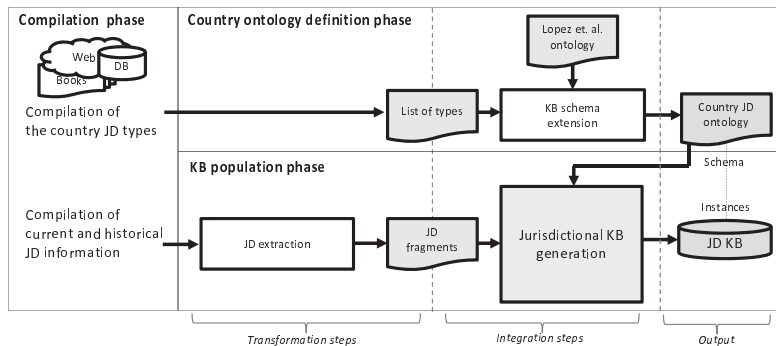 Compilation phase
Web
DB
Books
Compilation of
the country JD types
Compilation of
current and historical
JD information
Country ontology definition phase
Lopez et. al.
ontology
List of types
KB schema
extension
Country JD
ontology
KB population phase
Schema
Instances
JD extraction
JD
fragments
Jurisdictional KB
generation
JD KB
Transformation steps
Integration steps
Output